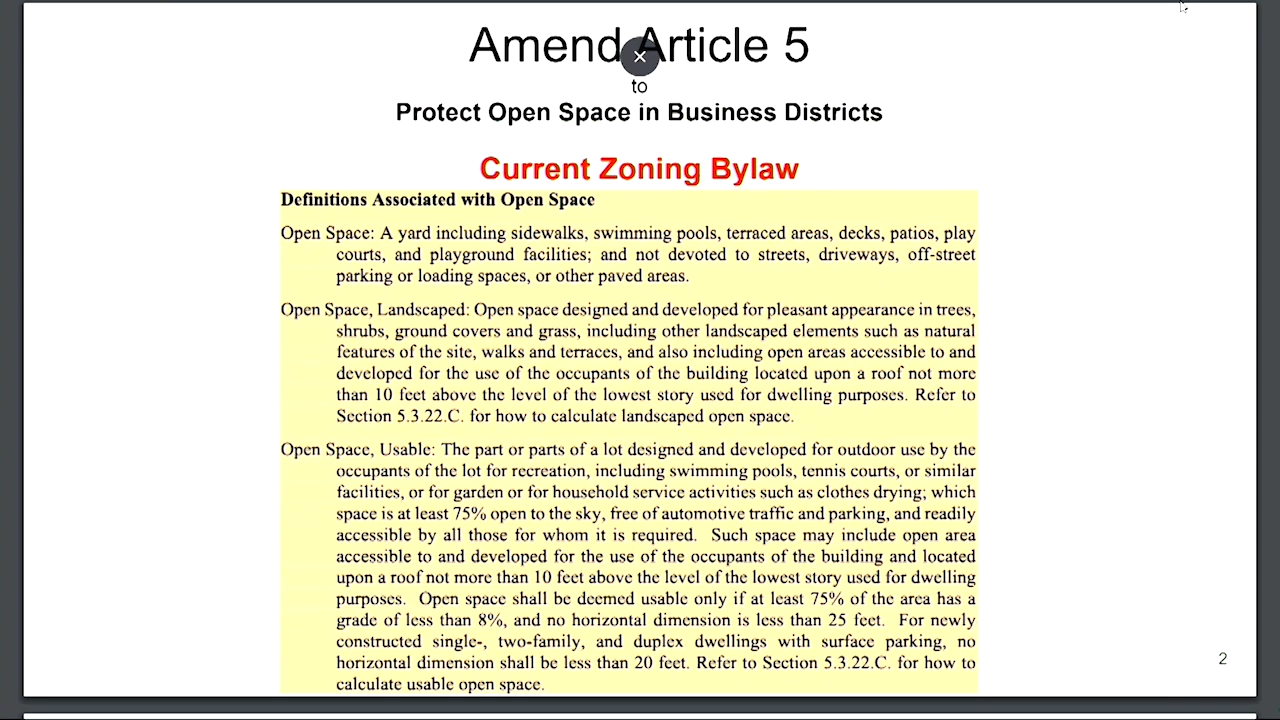 Amend Article 5
to
Protect Open Space in Business Districts
Current Zoning Bylaw
Definitions Associated with Open Space
Open Space: A yard including sidewalks, swimming pools, terraced areas, decks, patios, play
courts, and playground facilities; and not devoted to streets, driveways, off-street
parking or loading spaces, or other paved areas.
Open Space, Landscaped: Open space designed and developed for pleasant appearance in trees,
shrubs, ground covers and grass, including other landscaped elements such as natural
features of the site, walks and terraces, and also including open areas accessible to and
developed for the use of the occupants of the building located upon a roof not more
than 10 feet above the level of the lowest story used for dwelling purposes. Refer to
Section 5.3.22.C. for how to calculate landscaped open space.
Open Space, Usable: The part or parts of a lot designed and developed for outdoor use by the
occupants of the lot for recreation, including swimming pools, tennis courts, or similar
facilities, or for garden or for household service activities such as clothes drying; which
space is at least 75% open to the sky, free of automotive traffic and parking, and readily
accessible by all those for whom it is required. Such space may include open area
accessible to and developed for the use of the occupants of the building and located
upon a roof not more than 10 feet above the level of the lowest story used for dwelling
purposes. Open space shall be deemed usable only if at least 75% of the area has a
grade of less than 8%, and no horizontal dimension is less than 25 feet. For newly
constructed single-, two-family, and duplex dwellings with surface parking, no
horizontal dimension shall be less than 20 feet. Refer to Section 5.3.22.C. for how to
calculate usable open space.
2